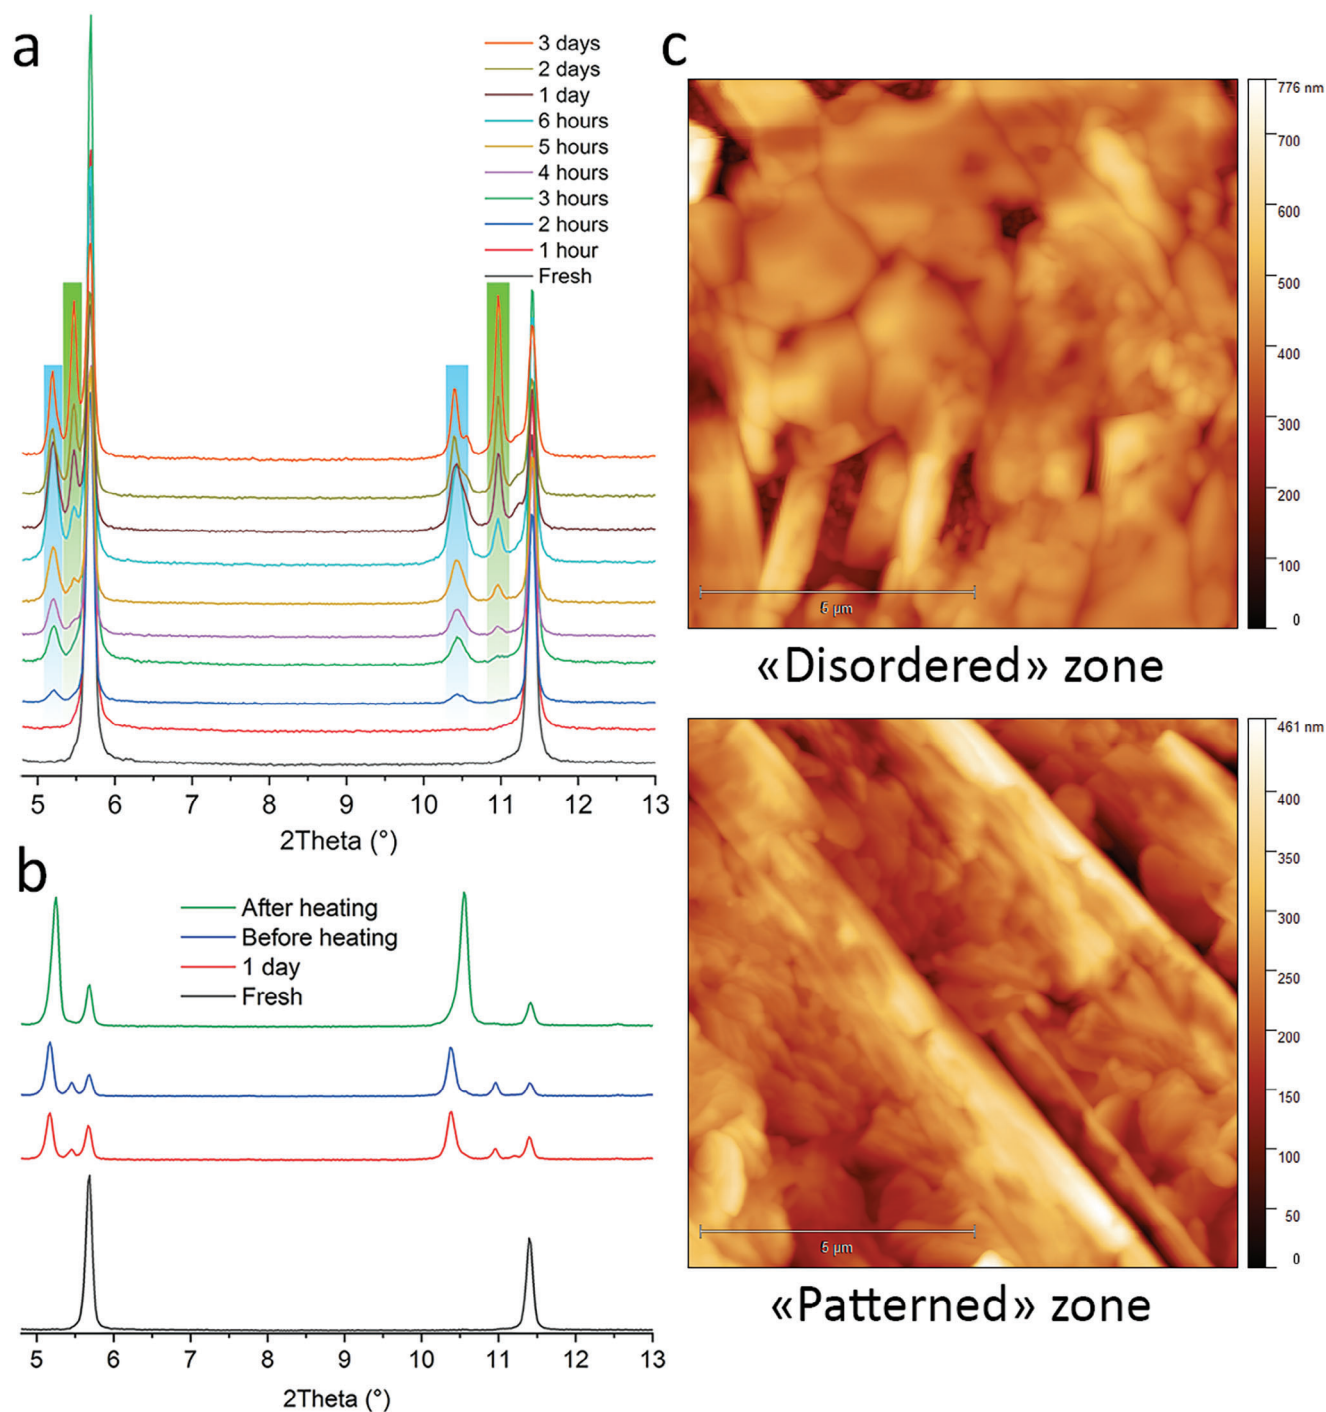 a
3 days
2 days
1 day
6 hours
5 hours
4 hours
3 hours
2 hours
1 hour
Fresh
5 6 7 8 9 10 11 12 13
2Theta (°)
b
After heating
Before heating
1 day
Fresh
5 6 7 8 9 10 11 12 13
2Theta (°)
c
776 nm
700
600
500
400
300
200
100
0
µm
«Disordered» zone
461 nm
400
350
300
250
200
150
100
50
0
µm
«Patterned» zone